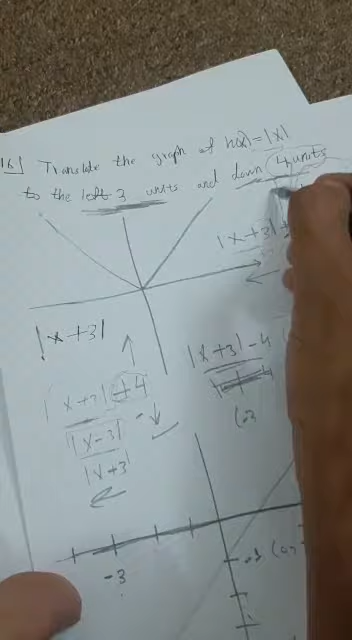 16] Translate the graph of h(x) = |x|
to the left 3 units and down 4 units
|x+3| +
|x+3|
|x+3| - 4
|x+3| + 4
|x-3|
|x+3|
(0,
-3